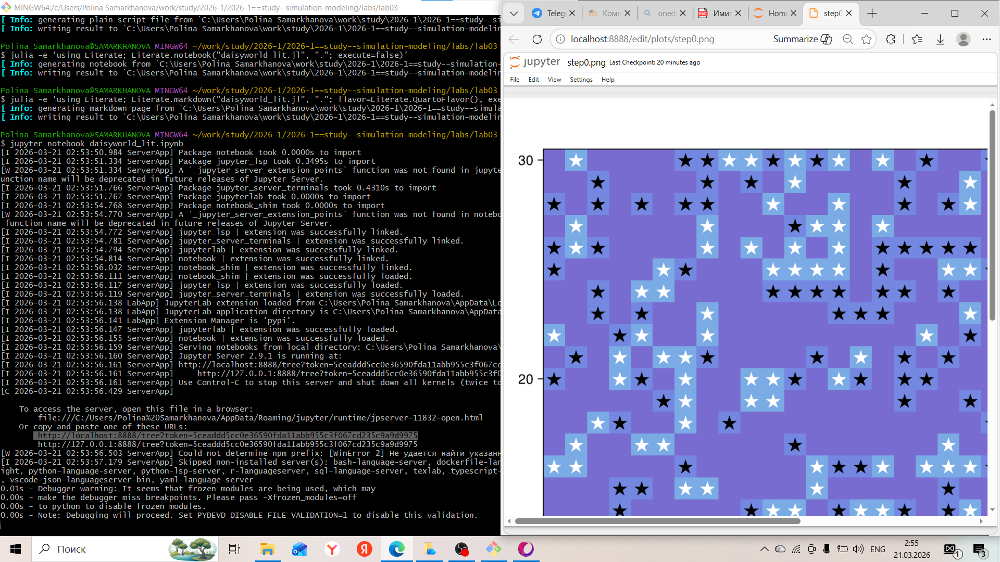 MINGW64:/c/Users/Polina Samarkhanova/work/study/2026-1/2026-1==study--simulation-modeling/labs/lab03
[ Info: generating plain script file from `C:\Users\Polina Samarkhanova\work\study\2026-1\2026-1==study--si
[ Info: writing result to `C:\Users\Polina Samarkhanova\work\study\2026-1\2026-1==study--simulation-modelin
Polina Samarkhanova@SAMARKHANOVA MINGW64 ~/work/study/2026-1/2026-1==study--simulation-modeling/labs/lab03
$ julia -e 'using Literate; Literate.notebook("daisyworld_lit.jl", "."; execute=false)'
[ Info: generating notebook from `C:\Users\Polina Samarkhanova\work\study\2026-1\2026-1==study--simulation-
[ Info: writing result to `C:\Users\Polina Samarkhanova\work\study\2026-1\2026-1==study--simulation-modelin
Polina Samarkhanova@SAMARKHANOVA MINGW64 ~/work/study/2026-1/2026-1==study--simulation-modeling/labs/lab03
$ julia -e 'using Literate; Literate.markdown("daisyworld_lit.jl", "."; flavor=Literate.QuartoFlavor(), exe
[ Info: generating markdown page from `C:\Users\Polina Samarkhanova\work\study\2026-1\2026-1==study--simula
[ Info: writing result to `C:\Users\Polina Samarkhanova\work\study\2026-1\2026-1==study--simulation-modelin
Polina Samarkhanova@SAMARKHANOVA MINGW64 ~/work/study/2026-1/2026-1==study--simulation-modeling/labs/lab03
$ jupyter notebook daisyworld_lit.ipynb
[I 2026-03-21 02:53:50.984 ServerApp] Package notebook took 0.0000s to import
[I 2026-03-21 02:53:51.334 ServerApp] Package jupyter_lsp took 0.3495s to import
[W 2026-03-21 02:53:51.334 ServerApp] A `_jupyter_server_extension_points` function was not found in jupyte
unction name will be deprecated in future releases of Jupyter Server.
[I 2026-03-21 02:53:51.766 ServerApp] Package jupyter_server_terminals took 0.4310s to import
[I 2026-03-21 02:53:51.767 ServerApp] Package jupyterlab took 0.0000s to import
[I 2026-03-21 02:53:54.768 ServerApp] Package notebook_shim took 0.0000s to import
[W 2026-03-21 02:53:54.770 ServerApp] A `_jupyter_server_extension_points` function was not found in notebo
function name will be deprecated in future releases of Jupyter Server.
[I 2026-03-21 02:53:54.772 ServerApp] jupyter_lsp | extension was successfully linked.
[I 2026-03-21 02:53:54.781 ServerApp] jupyter_server_terminals | extension was successfully linked.
[I 2026-03-21 02:53:54.794 ServerApp] jupyterlab | extension was successfully linked.
[I 2026-03-21 02:53:54.814 ServerApp] notebook | extension was successfully linked.
[I 2026-03-21 02:53:56.032 ServerApp] notebook_shim | extension was successfully linked.
[I 2026-03-21 02:53:56.111 ServerApp] notebook_shim | extension was successfully loaded.
[I 2026-03-21 02:53:56.117 ServerApp] jupyter_lsp | extension was successfully loaded.
[I 2026-03-21 02:53:56.119 ServerApp] jupyter_server_terminals | extension was successfully loaded.
[I 2026-03-21 02:53:56.138 LabApp] JupyterLab extension loaded from C:\Users\Polina Samarkhanova\AppData\Lo
[I 2026-03-21 02:53:56.138 LabApp] JupyterLab application directory is C:\Users\Polina Samarkhanova\AppData
[I 2026-03-21 02:53:56.141 LabApp] Extension Manager is 'pypi'.
[I 2026-03-21 02:53:56.147 ServerApp] jupyterlab | extension was successfully loaded.
[I 2026-03-21 02:53:56.155 ServerApp] notebook | extension was successfully loaded.
[I 2026-03-21 02:53:56.159 ServerApp] Serving notebooks from local directory: C:\Users\Polina Samarkhanova\
[I 2026-03-21 02:53:56.160 ServerApp] Jupyter Server 2.9.1 is running at:
[I 2026-03-21 02:53:56.161 ServerApp] http://localhost:8888/tree?token=5ceaddd5cc0e36590fda11abb955c3f067cd
[I 2026-03-21 02:53:56.161 ServerApp]     http://127.0.0.1:8888/tree?token=5ceaddd5cc0e36590fda11abb955c3f0
[I 2026-03-21 02:53:56.161 ServerApp] Use Control-C to stop this server and shut down all kernels (twice to
[C 2026-03-21 02:53:56.429 ServerApp]
To access the server, open this file in a browser:
file:///C:/Users/Polina%20Samarkhanova/AppData/Roaming/jupyter/runtime/jpserver-11832-open.html
Or copy and paste one of these URLs:
http://localhost:8888/tree?token=5ceaddd5cc0e36590fda11abb955c3f067cd235c9a9d9975
http://127.0.0.1:8888/tree?token=5ceaddd5cc0e36590fda11abb955c3f067cd235c9a9d9975
[W 2026-03-21 02:53:56.503 ServerApp] Could not determine npm prefix: [WinError 2] Не удается найти указанн
[I 2026-03-21 02:53:57.179 ServerApp] Skipped non-installed server(s): bash-language-server, dockerfile-lan
ight, python-language-server, python-lsp-server, r-languageserver, sql-language-server, texlab, typescript-
, vscode-json-languageserver-bin, yaml-language-server
0.01s - Debugger warning: It seems that frozen modules are being used, which may
0.00s - make the debugger miss breakpoints. Please pass -Xfrozen_modules=off
0.00s - to python to disable frozen modules.
0.00s - Note: Debugging will proceed. Set PYDEVD_DISABLE_FILE_VALIDATION=1 to disable this validation.
Teleg
Комп
oned
PDF
Имит
Home
step0
localhost:8888/edit/plots/step0.png
Summarize
jupyter
step0.png
Last Checkpoint: 20 minutes ago
File
Edit
View
Settings
Help
30
20
Поиск
ENG
2:55
21.03.2026
1
3